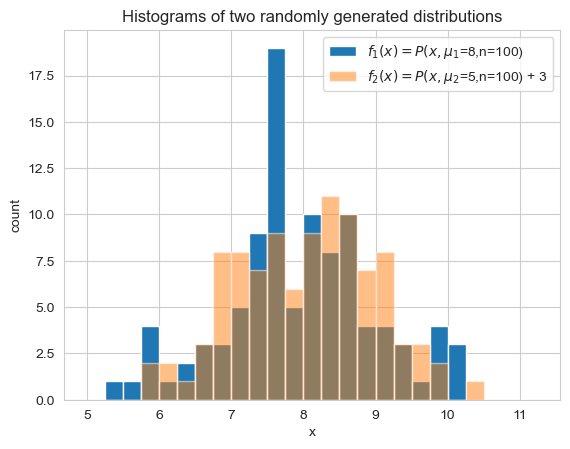 Histograms of two randomly generated distributions
f₁(x) = P(x, μ₁=8,n=100)
f₂(x) = P(x, μ₂=5,n=100) + 3
count
17.5
15.0
12.5
10.0
7.5
5.0
2.5
0.0
5 6 7 8 9 10 11
x